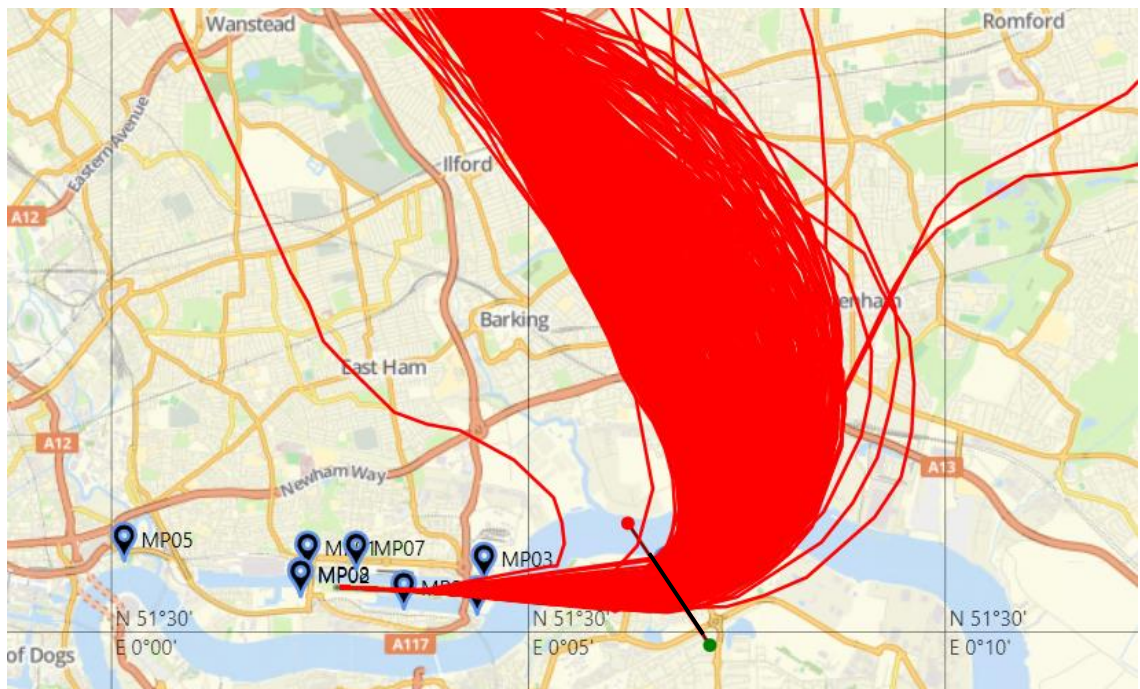 Wanstead
Romford
Eastern Avenue
Ilford
A12
enham
Barking
East Ham
A12
A13
Newham Way
MP05
MP07
MP03
MP08
N 51°30'
E 0°00'
N 51°30'
E 0°05'
N 51°30'
E 0°10'
of Dogs
A117